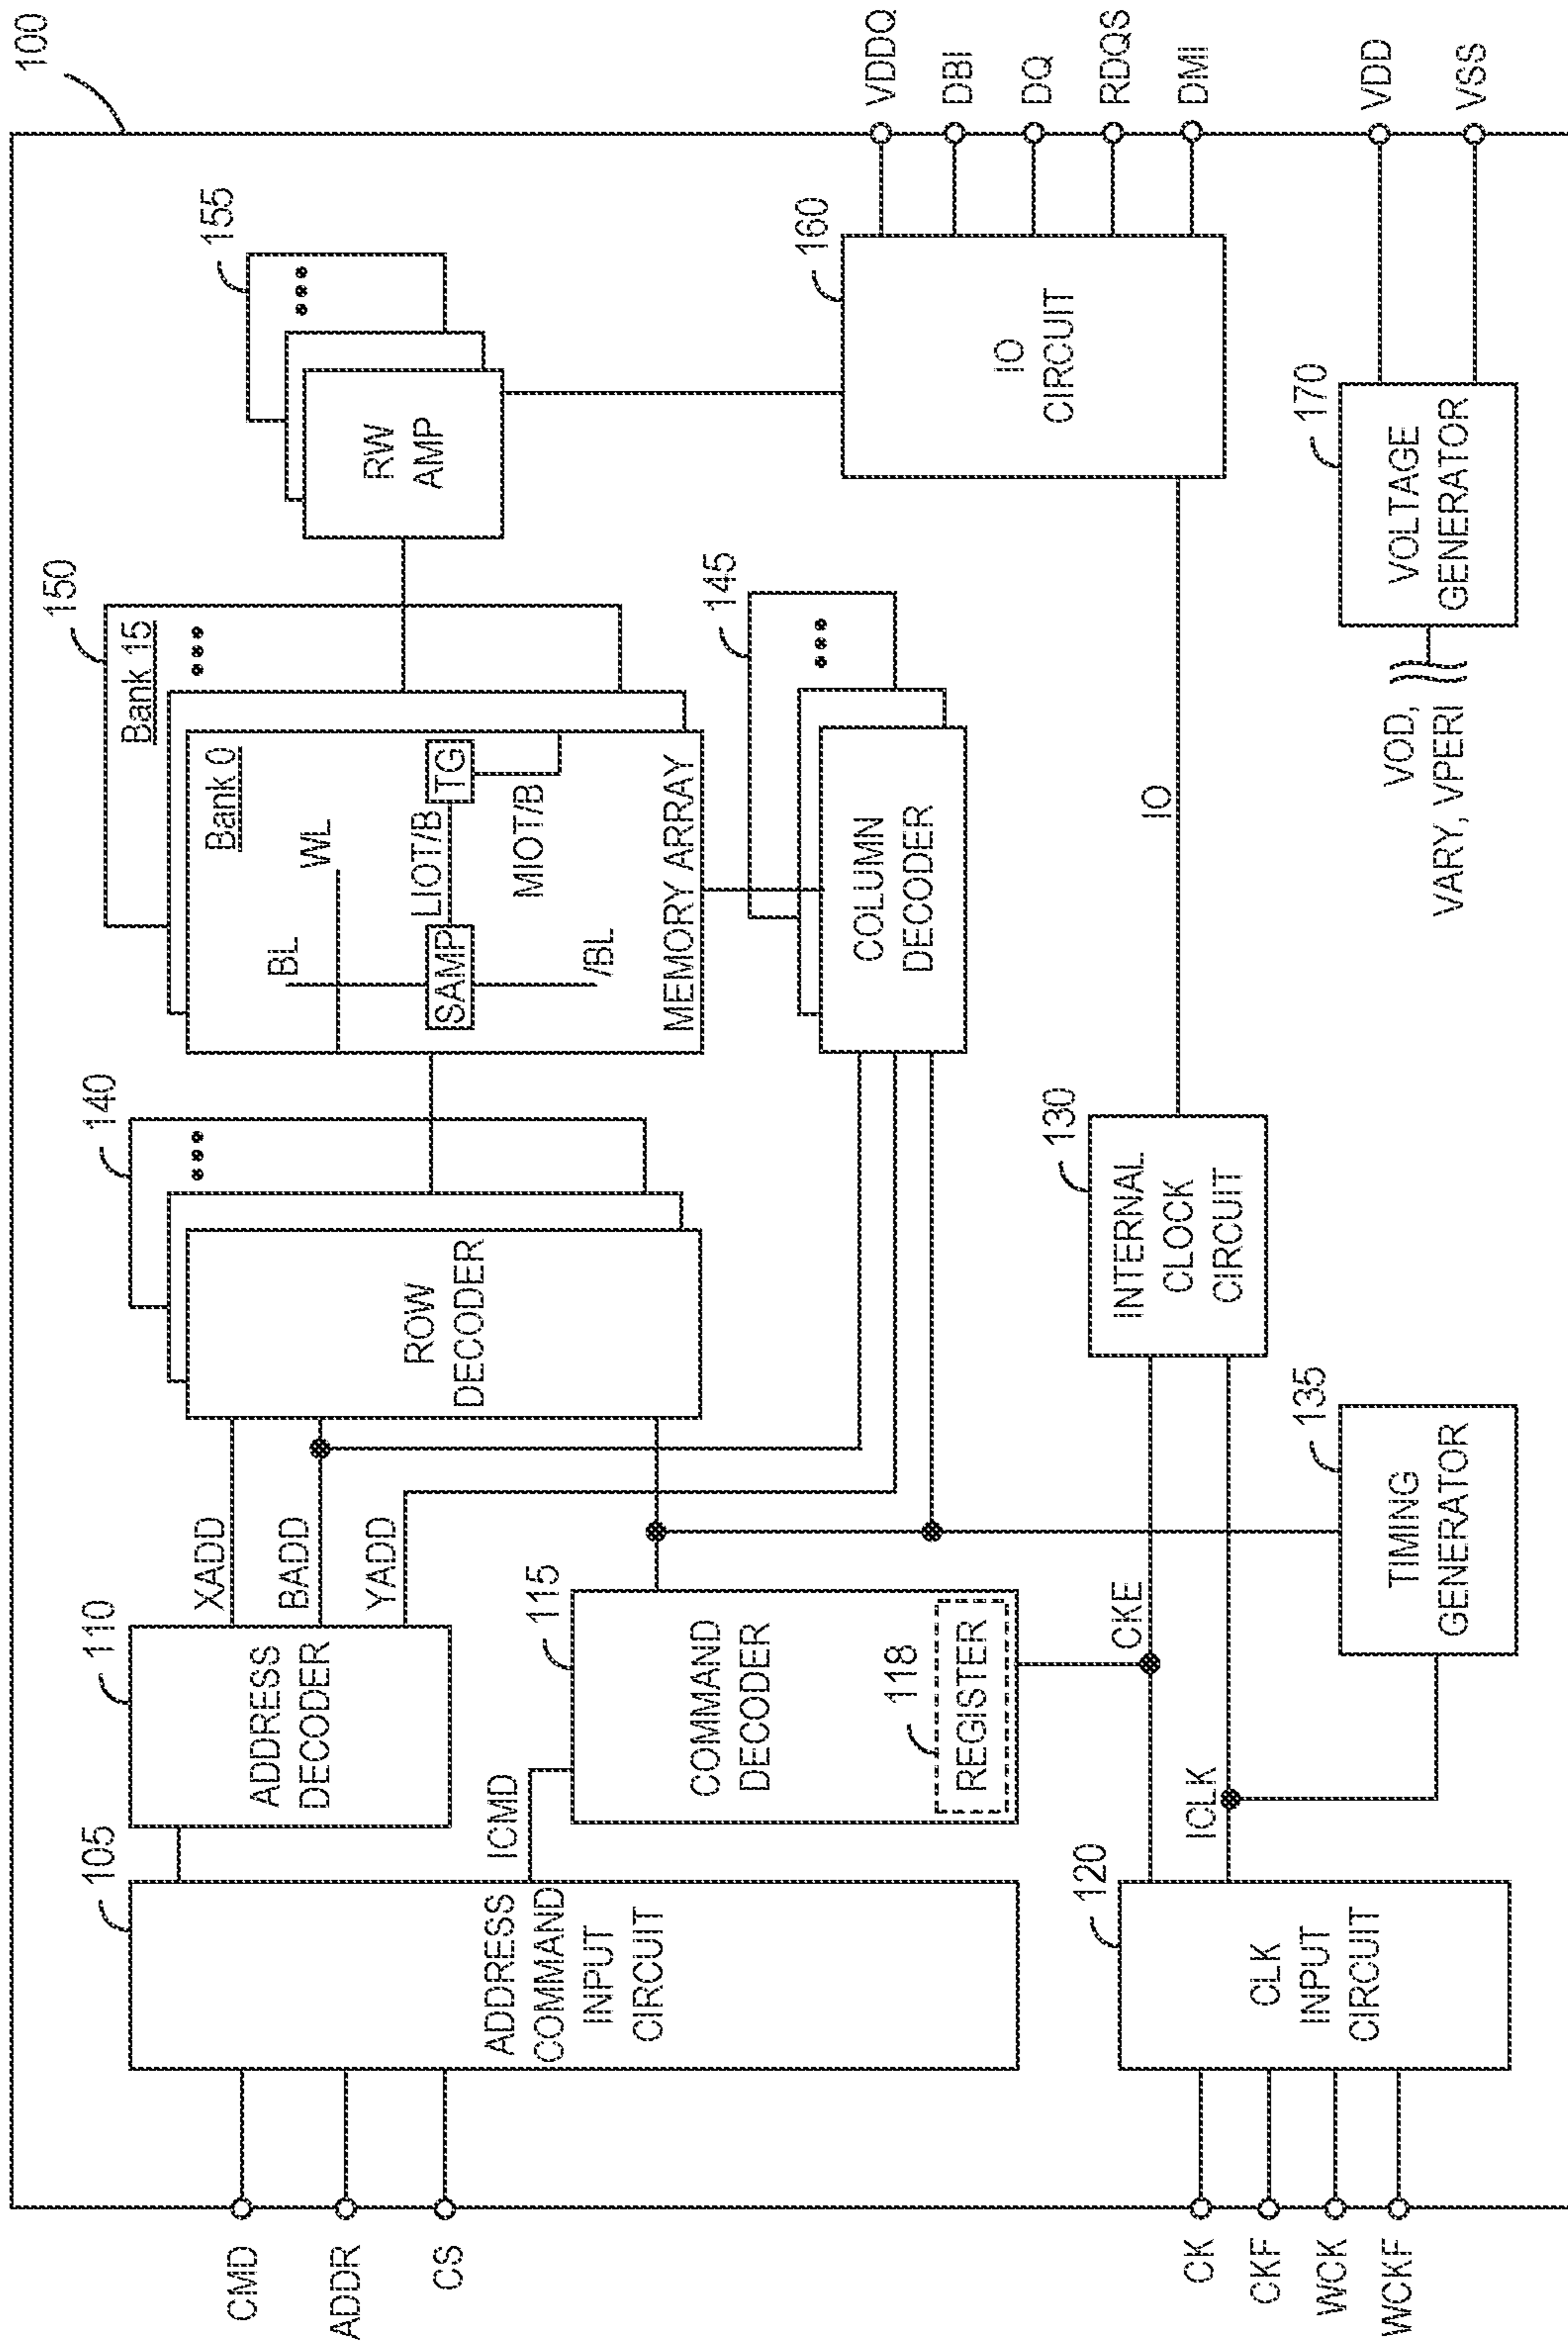 100
CMD
ADDR
CS
105
ADDRESS
COMMAND
INPUT
CIRCUIT
110
ADDRESS
DECODER
XADD
BADD
YADD
ICMD
115
COMMAND
DECODER
118
REGISTER
140
ROW
DECODER
150
Bank 15
Bank 0
BL
WL
SAMP
LIOT/B
TG
MIOT/B
/BL
MEMORY ARRAY
155
RW
AMP
145
COLUMN
DECODER
160
IO
CIRCUIT
VDDQ
DBI
DQ
RDQS
DMI
CK
CKF
WCK
WCKF
120
CLK
INPUT
CIRCUIT
CKE
ICLK
130
INTERNAL
CLOCK
CIRCUIT
IO
135
TIMING
GENERATOR
VOD,
VARY, VPERI
170
VOLTAGE
GENERATOR
VDD
VSS